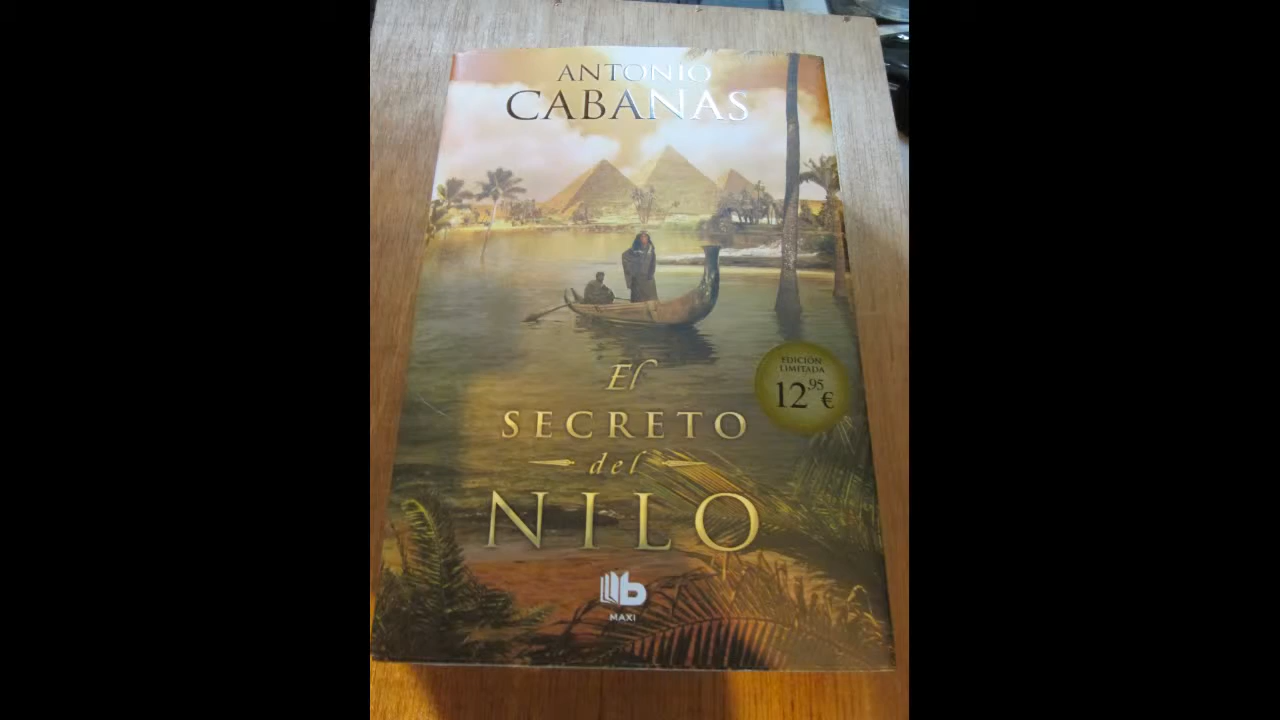 ANTONIO
CABANAS
EDICIÓN
LIMITADA
12,95 €
El
SECRETO
del
NILO
b
MAXI